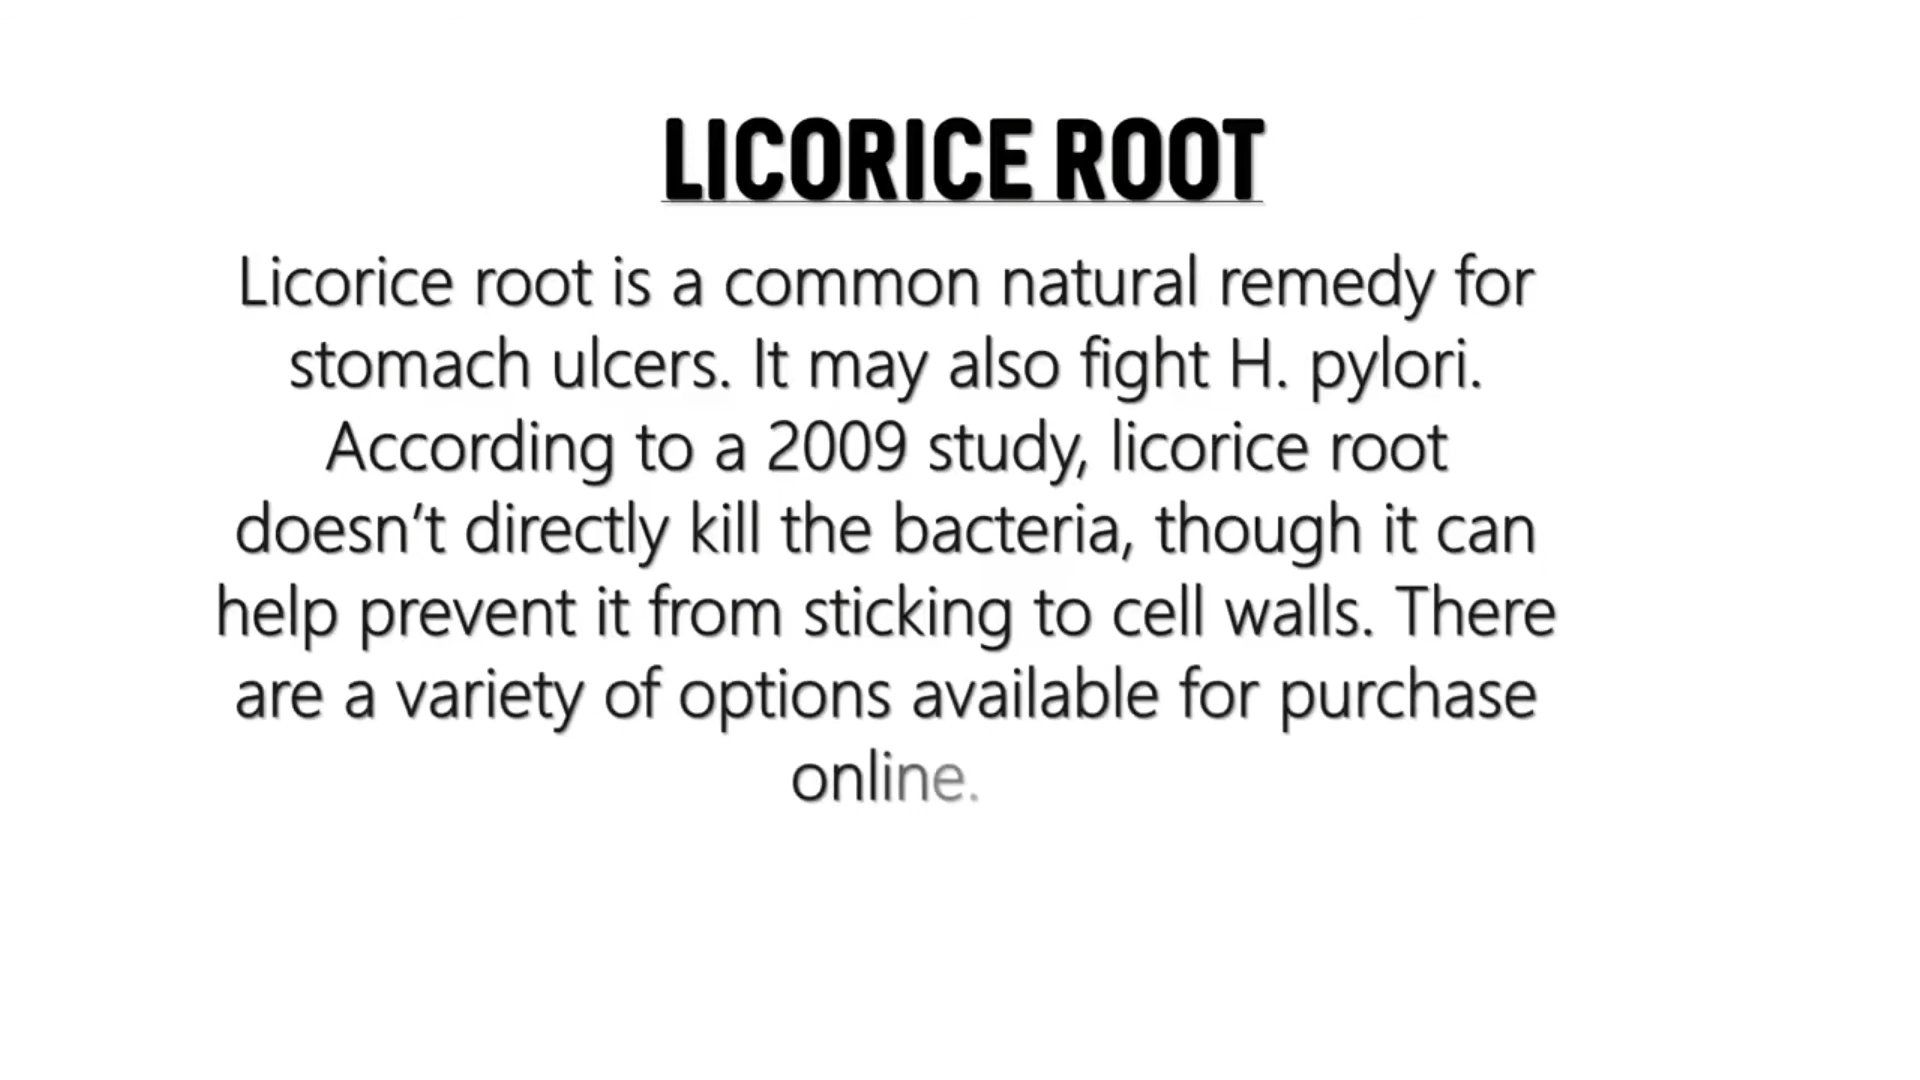 LICORICE ROOT
Licorice root is a common natural remedy for
stomach ulcers. It may also fight H. pylori.
According to a 2009 study, licorice root
doesn’t directly kill the bacteria, though it can
help prevent it from sticking to cell walls. There
are a variety of options available for purchase
online.